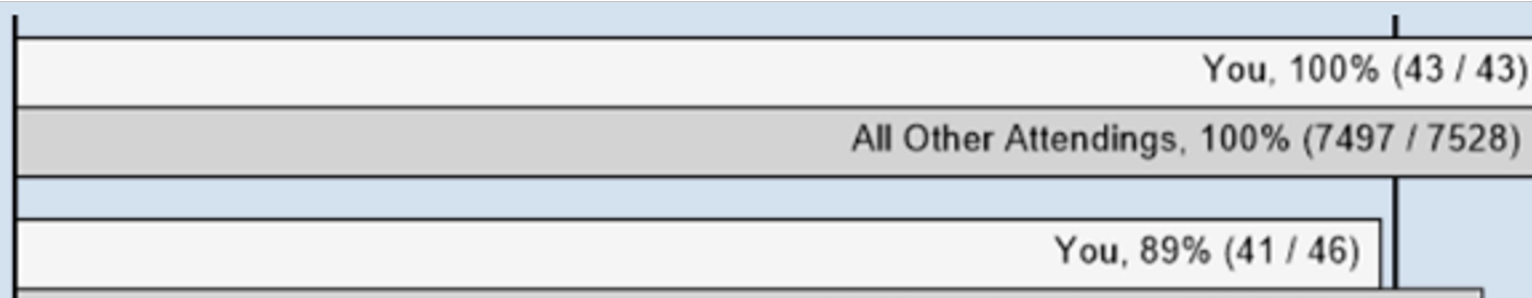 You, 100% (43 / 43)
All Other Attendings, 100% (7497 / 7528)
You, 89% (41 / 46)